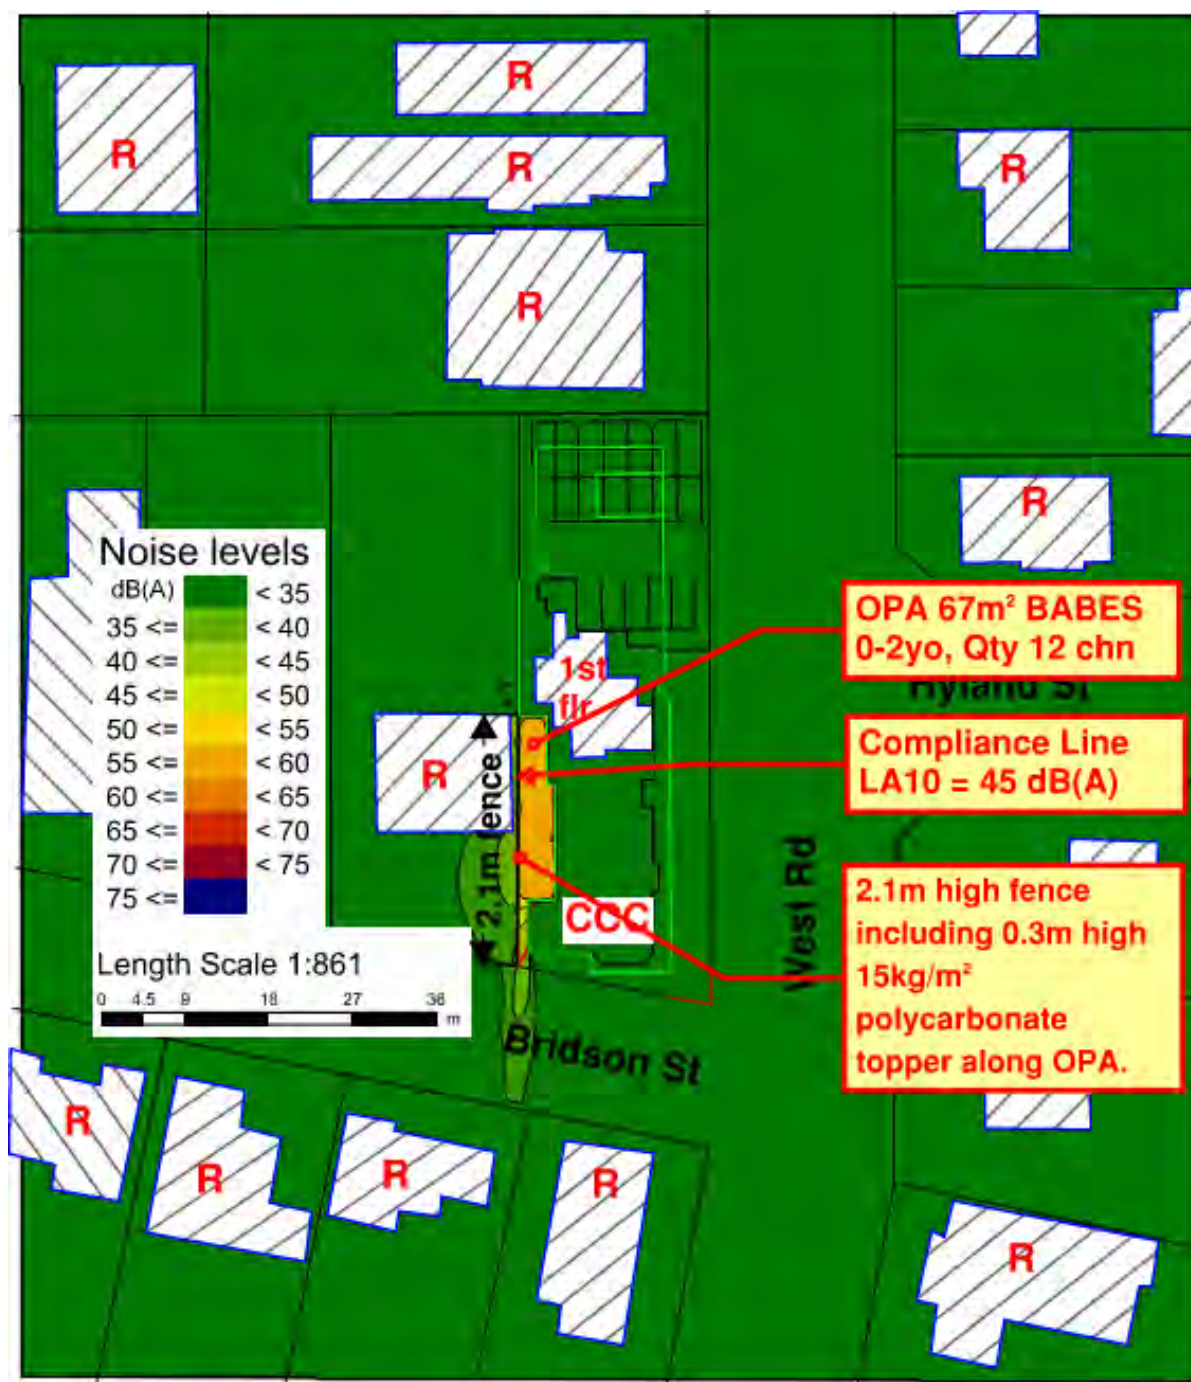 R
R
R
R
R
R
Noise levels
dB(A)
< 35
35 <= < 40
40 <= < 45
45 <= < 50
50 <= < 55
55 <= < 60
60 <= < 65
65 <= < 70
70 <= < 75
75 <=
Length Scale 1:861
0 4.5 9 18 27 36 m
OPA 67m² BABES
0-2yo, Qty 12 chn
Hyland St
1st
flr
R
2.1m fence
Compliance Line
LA10 = 45 dB(A)
West Rd
2.1m high fence
including 0.3m high
15kg/m²
polycarbonate
topper along OPA.
CCC
Bridson St
R
R
R
R
R